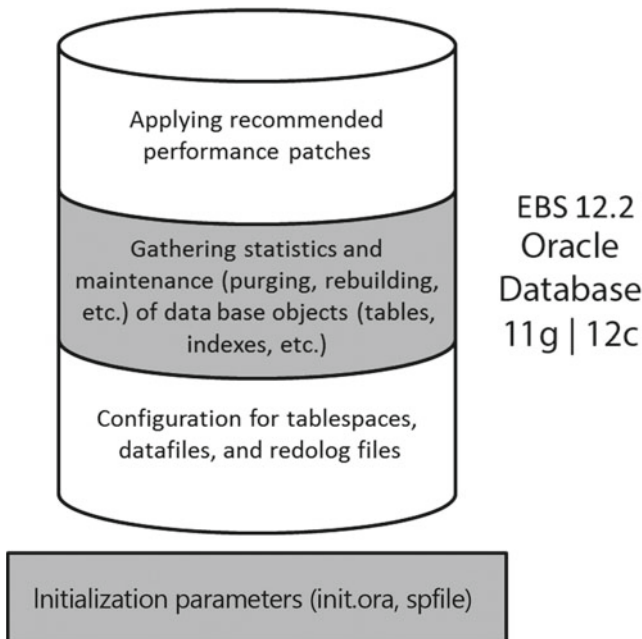 Applying recommended
performance patches
Gathering statistics and
maintenance (purging, rebuilding,
etc.) of data base objects (tables,
indexes, etc.)
Configuration for tablespaces,
datafiles, and redolog files
EBS 12.2
Oracle
Database
11g | 12c
Initialization parameters (init.ora, spfile)